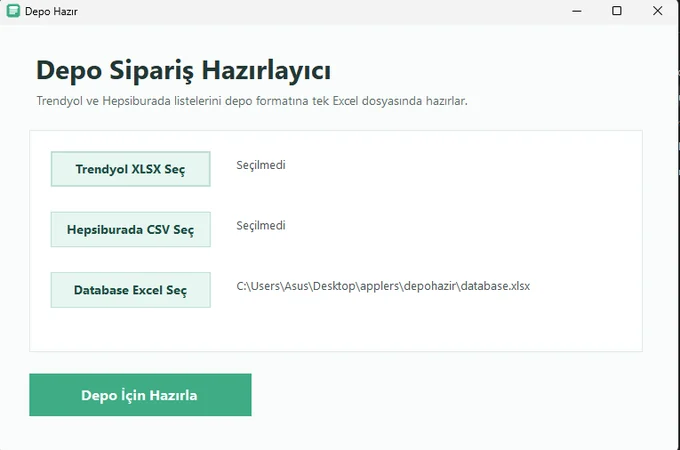 Depo Hazır
Depo Sipariş Hazırlayıcı
Trendyol ve Hepsiburada listelerini depo formatına tek Excel dosyasında hazırlar.
Trendyol XLSX Seç
Seçilmedi
Hepsiburada CSV Seç
Seçilmedi
Database Excel Seç
C:\Users\Asus\Desktop\applers\depohazir\database.xlsx
Depo İçin Hazırla